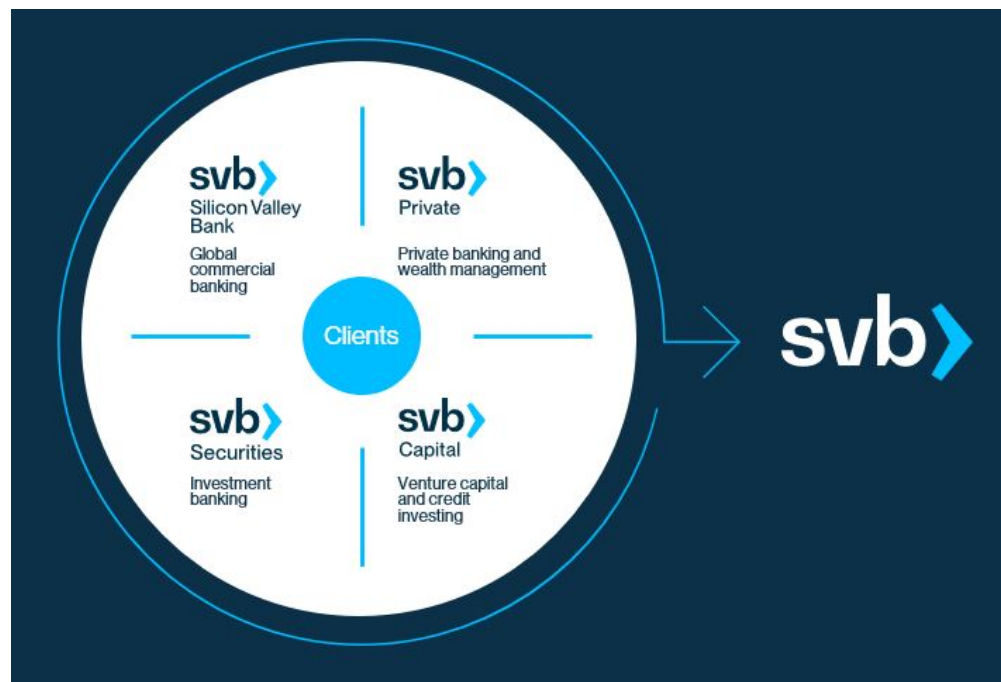 svb
Silicon Valley
Bank
Global
commercial
banking
svb
Private
Private banking and
wealth management
Clients
svb
Securities
Investment
banking
svb
Capital
Venture capital
and credit
investing
svb